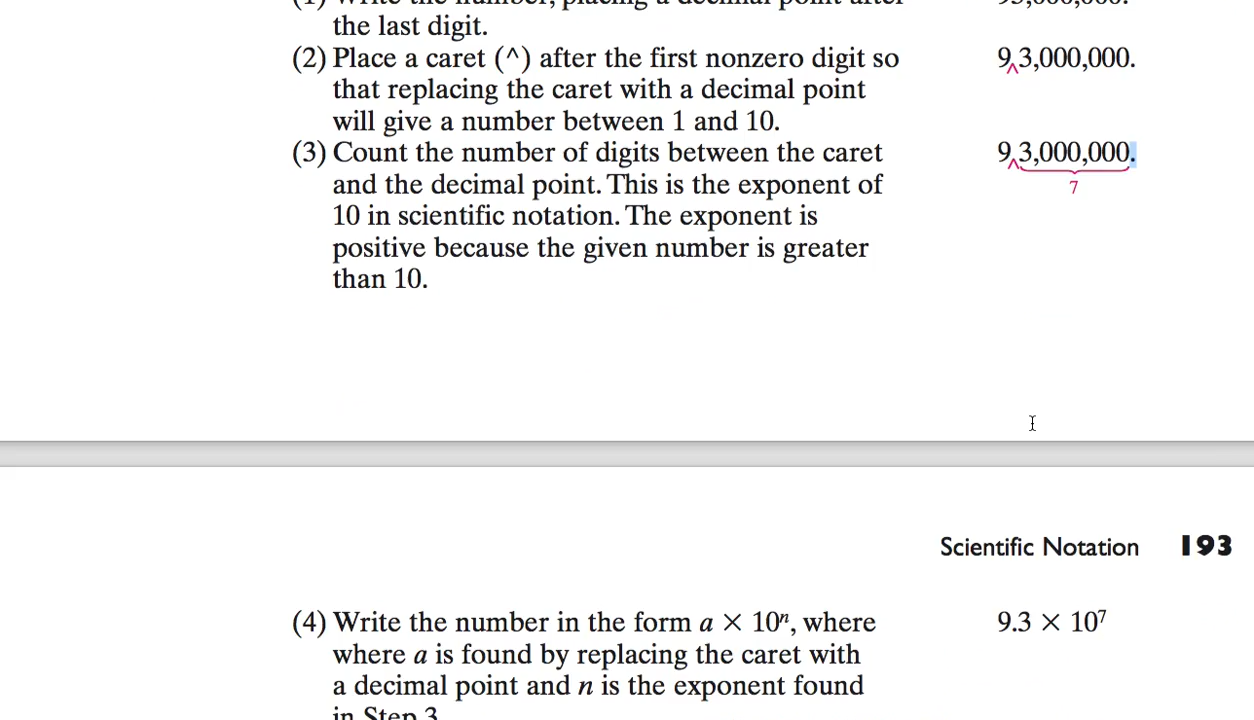 the last digit.
(2) Place a caret (^) after the first nonzero digit so 9^3,000,000.
that replacing the caret with a decimal point
will give a number between 1 and 10.
(3) Count the number of digits between the caret 9^3,000,000.
and the decimal point. This is the exponent of 7
10 in scientific notation. The exponent is
positive because the given number is greater
than 10.
Scientific Notation 193
(4) Write the number in the form a × 10ⁿ, where 9.3 × 10⁷
where a is found by replacing the caret with
a decimal point and n is the exponent found
in Step 3